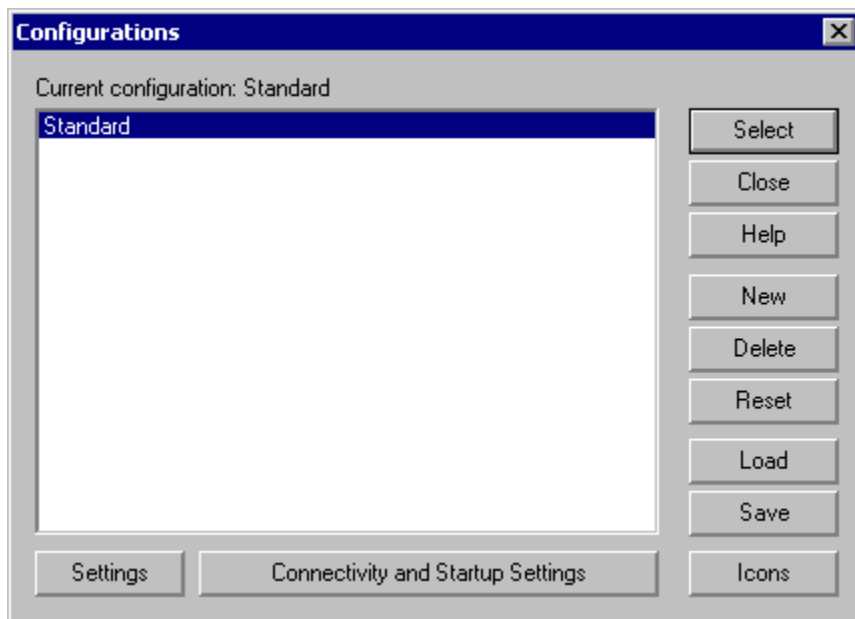 Configurations
Current configuration: Standard
Standard
Select
Close
Help
New
Delete
Reset
Load
Save
Settings
Connectivity and Startup Settings
Icons